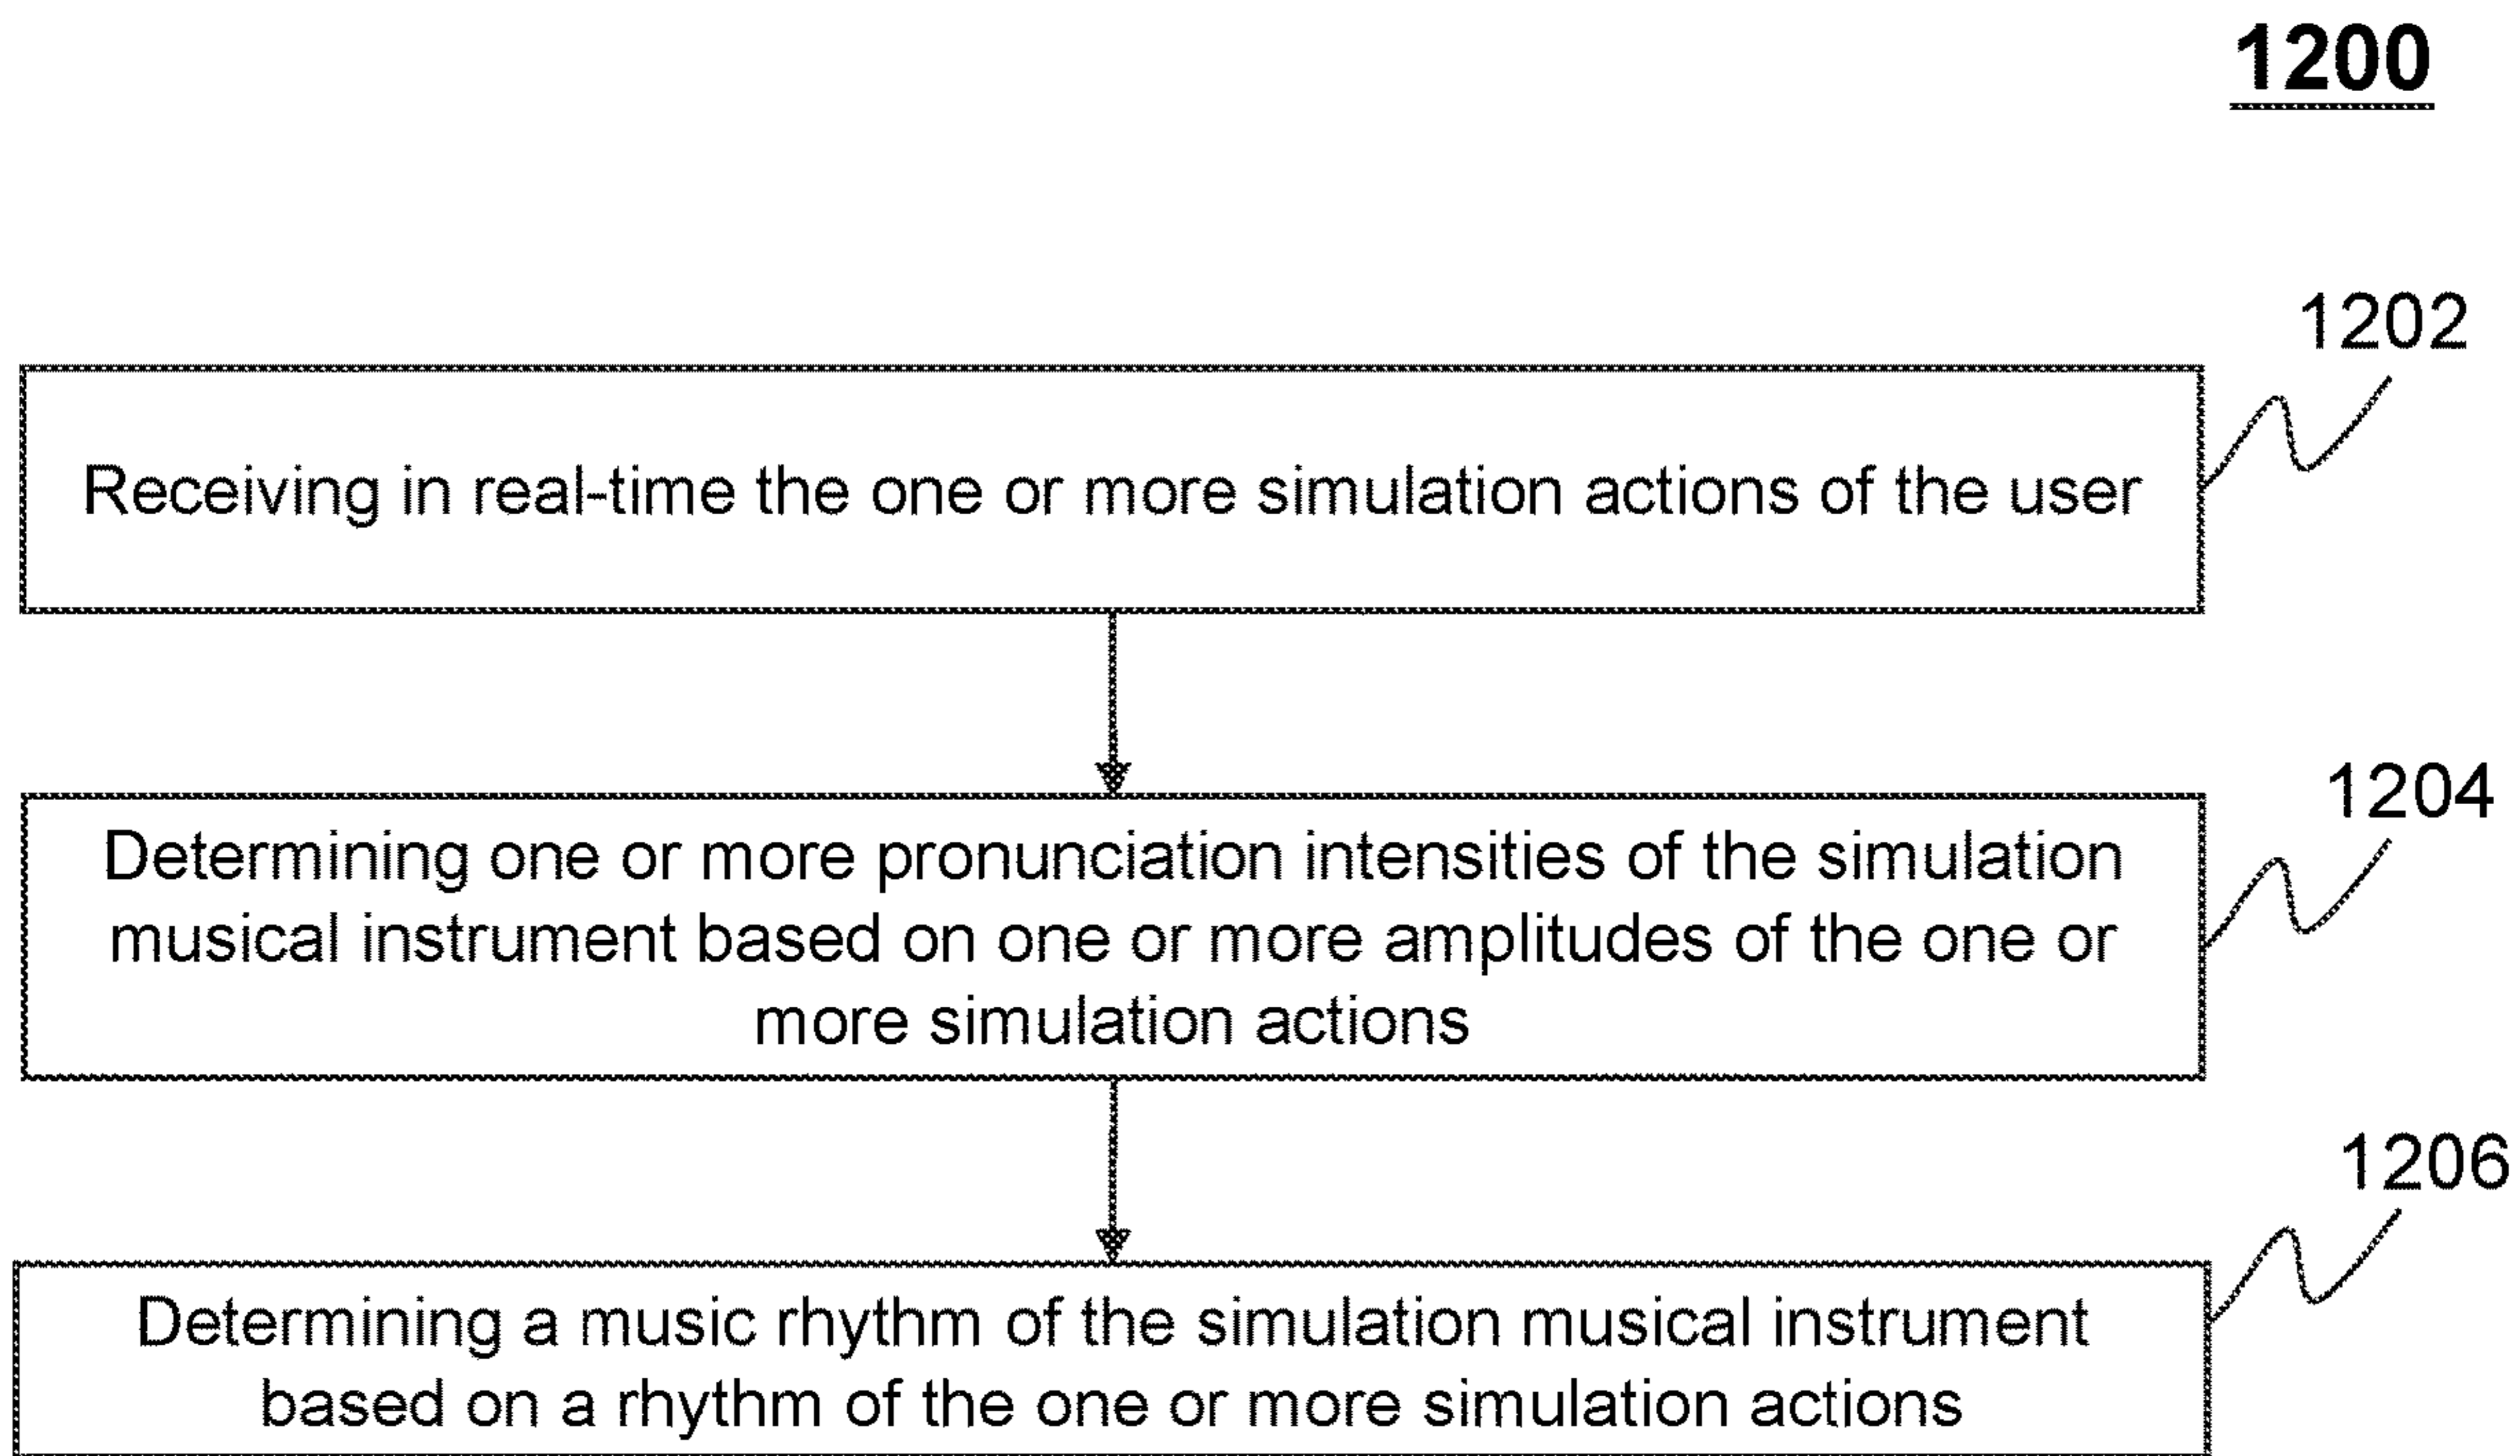 1200
1202
Receiving in real-time the one or more simulation actions of the user
1204
Determining one or more pronunciation intensities of the simulation
musical instrument based on one or more amplitudes of the one or
more simulation actions
1206
Determining a music rhythm of the simulation musical instrument
based on a rhythm of the one or more simulation actions